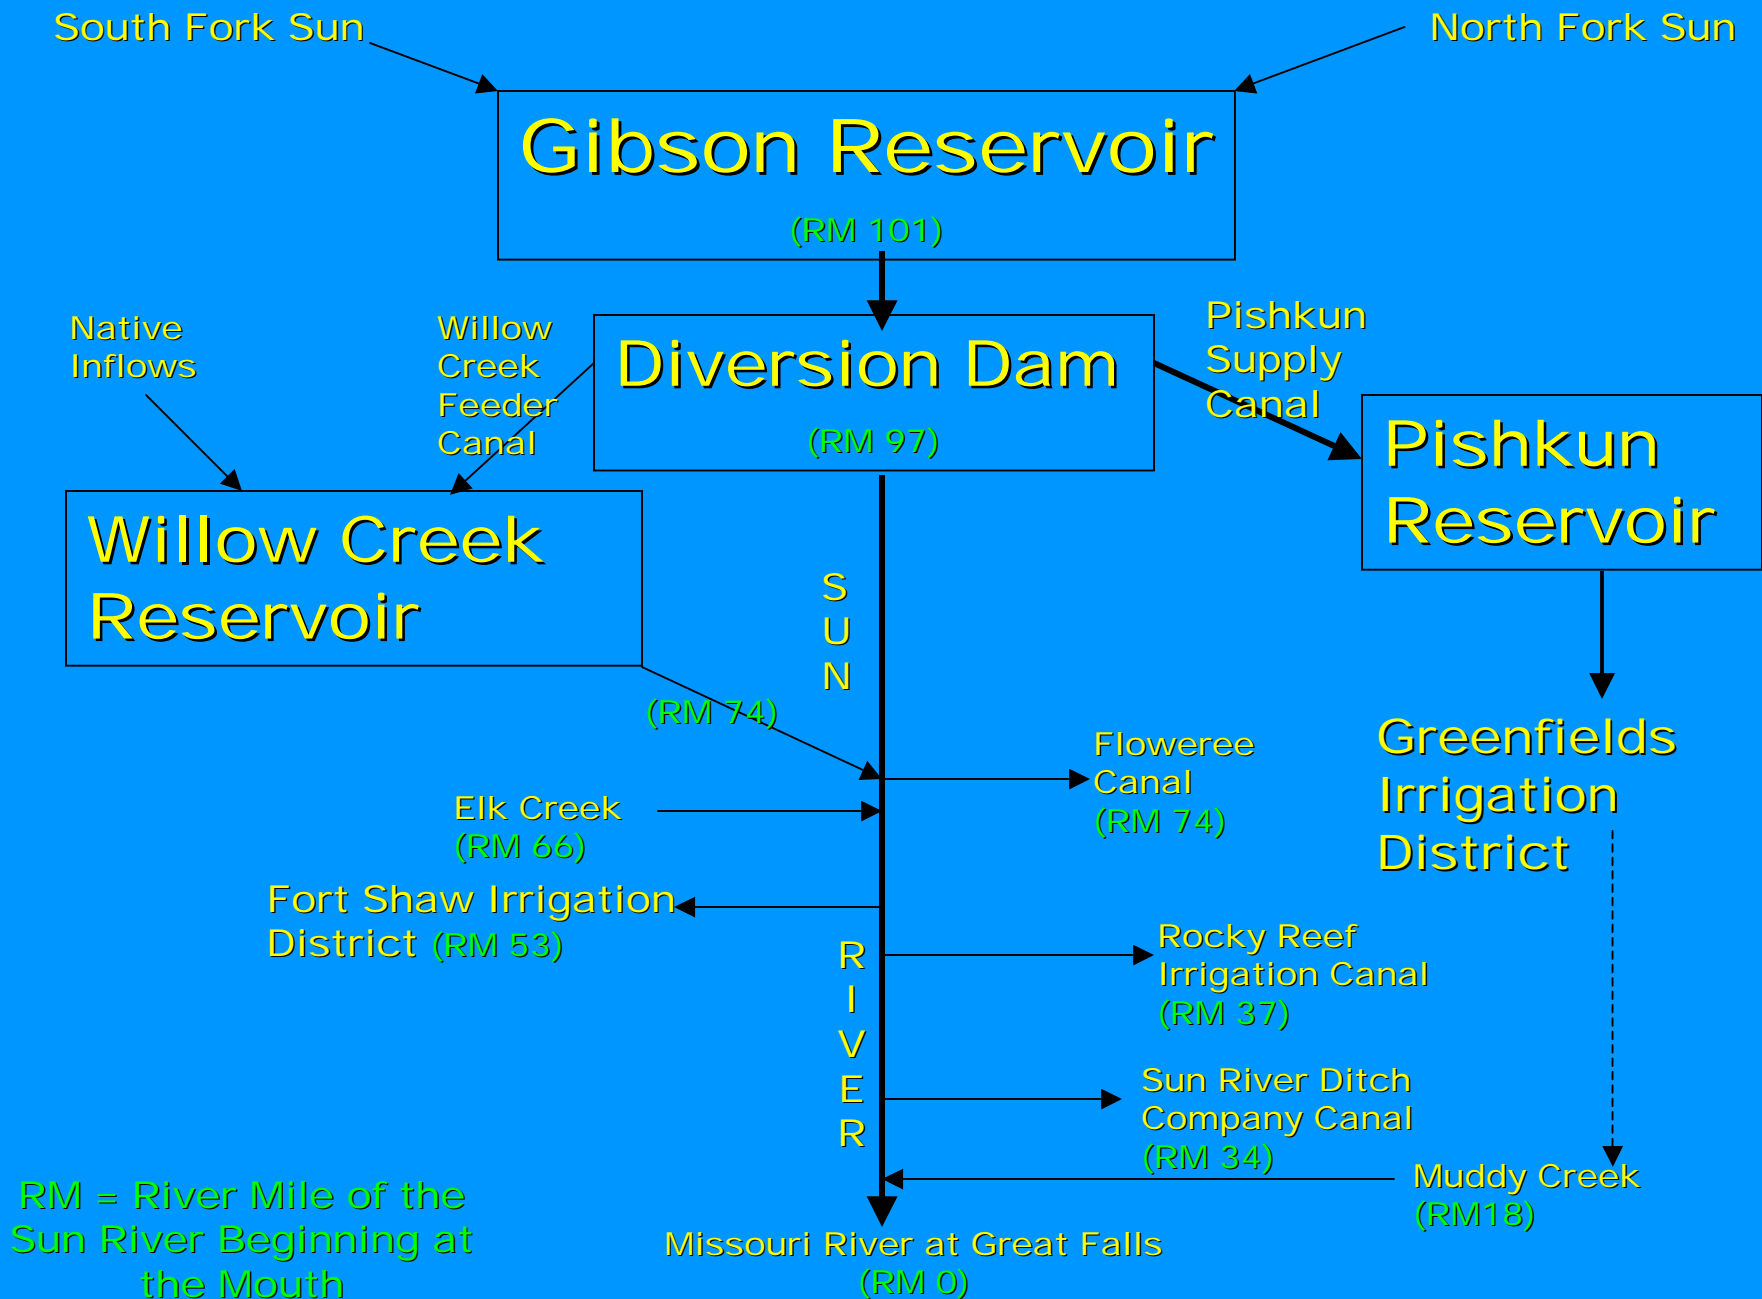 South Fork Sun
North Fork Sun
Gibson Reservoir
(RM 101)
Native
Inflows
Willow
Creek
Feeder
Canal
Diversion Dam
(RM 97)
Pishkun
Supply
Canal
Pishkun
Reservoir
Willow Creek
Reservoir
S
U
N
(RM 74)
Floweree
Canal
(RM 74)
Greenfields
Irrigation
District
Elk Creek
(RM 66)
Fort Shaw Irrigation
District (RM 53)
R
I
V
E
R
Rocky Reef
Irrigation Canal
(RM 37)
Sun River Ditch
Company Canal
(RM 34)
Muddy Creek
(RM18)
RM = River Mile of the
Sun River Beginning at
the Mouth
Missouri River at Great Falls
(RM 0)